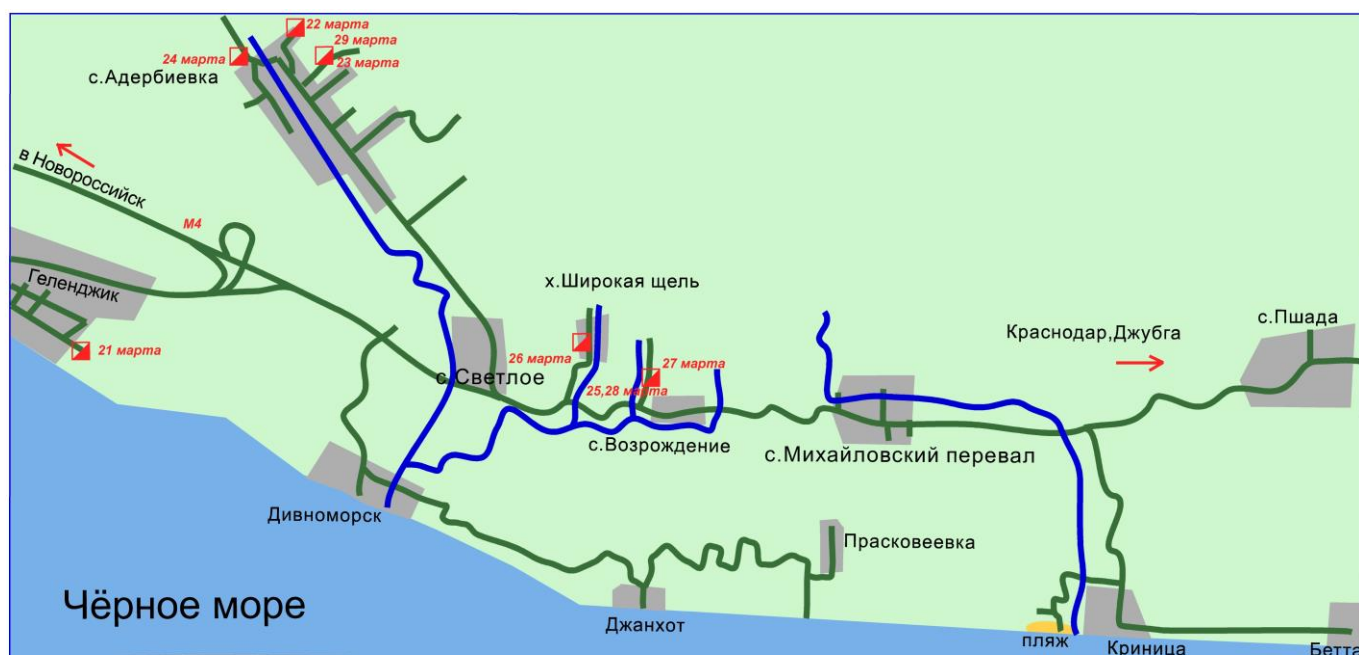 22 марта
29 марта
24 марта
23 марта
с.Адербиевка
в Новороссийск
М4
Геленджик
21 марта
х.Широкая щель
26 марта
27 марта
с.Светлое
25,28 марта
с.Возрождение
Краснодар,Джубга
с.Пшада
с.Михайловский перевал
Дивноморск
Прасковеевка
Чёрное море
Джанхот
пляж
Криница
Бетта